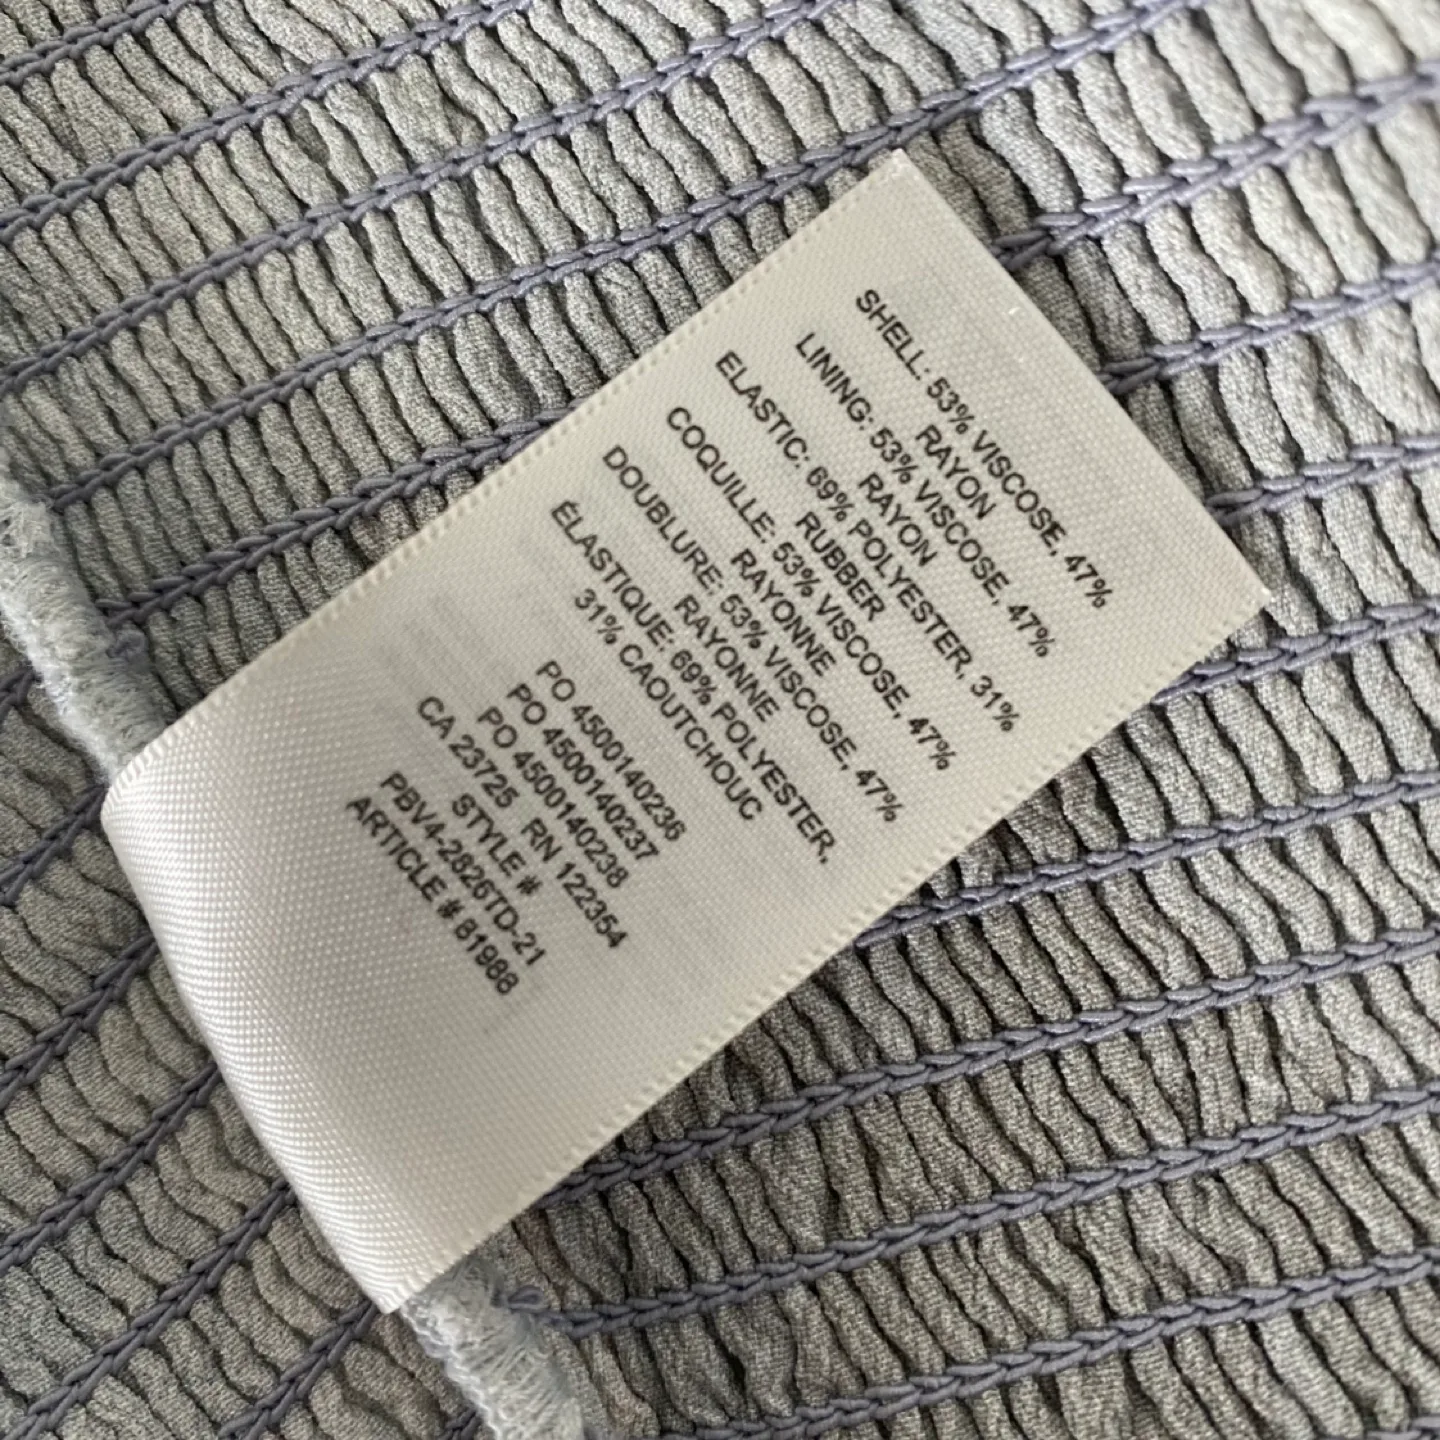 SHELL: 53% VISCOSE, 47%
RAYON
LINING: 53% VISCOSE, 47%
RAYON
ELASTIC: 69% POLYESTER, 31%
RUBBER
COQUILLE: 53% VISCOSE, 47%
RAYONNE
DOUBLURE: 53% VISCOSE, 47%
RAYONNE
ÉLASTIQUE: 69% POLYESTER,
31% CAOUTCHOUC
PO 4500140236
PO 4500140237
PO 4500140238
CA 23725 RN 122354
STYLE #
PBV4-2826TD-21
ARTICLE # 81988